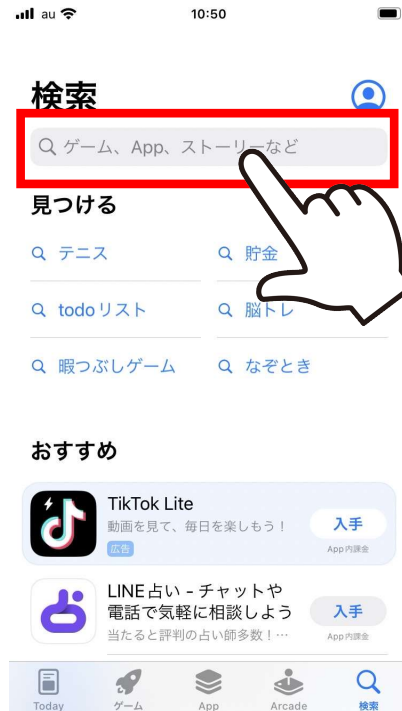 au
10:50
検索
ゲーム、App、ストーリーなど
見つける
テニス
貯金
todoリスト
脳トレ
暇つぶしゲーム
なぞとき
おすすめ
TikTok Lite
動画を見て、毎日を楽しもう！
広告
入手
App内課金
LINE占い - チャットや
電話で気軽に相談しよう
当たると評判の占い師多数！…
入手
App内課金
Today
ゲーム
App
Arcade
検索